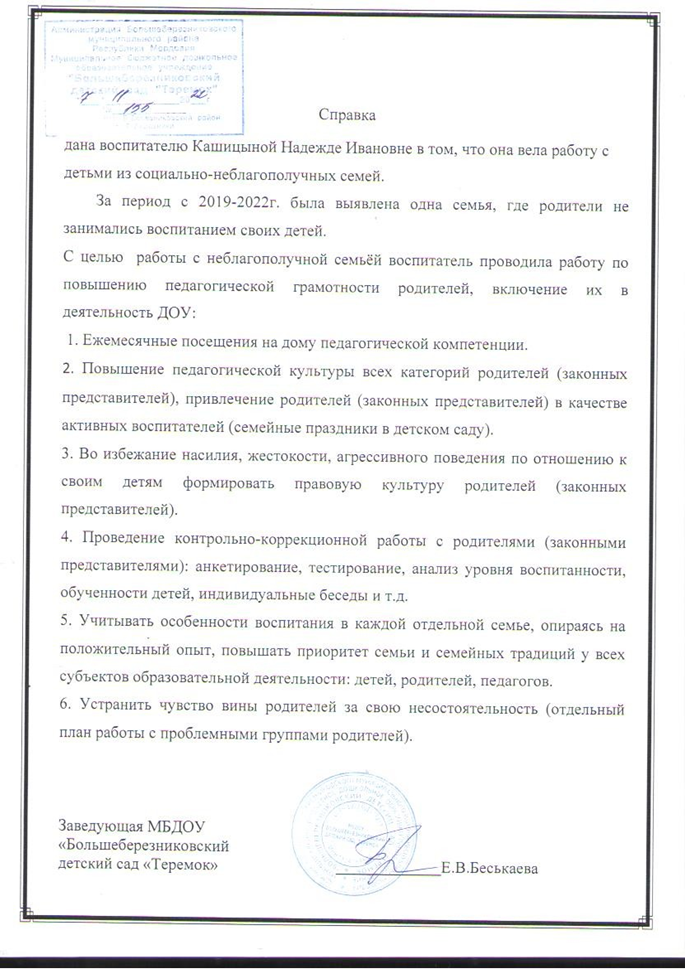 Администрация Большеберезниковского
муниципального района
Республики Мордовия
Муниципальное бюджетное дошкольное
образовательное учреждение
"Большеберезниковский
детский сад "Теремок"
7 11 22
155
Справка
дана воспитателю Кашицыной Надежде Ивановне в том, что она вела работу с
детьми из социально-неблагополучных семей.
За период с 2019-2022г. была выявлена одна семья, где родители не
занимались воспитанием своих детей.
С целью работы с неблагополучной семьёй воспитатель проводила работу по
повышению педагогической грамотности родителей, включение их в
деятельность ДОУ:
1. Ежемесячные посещения на дому педагогической компетенции.
2. Повышение педагогической культуры всех категорий родителей (законных
представителей), привлечение родителей (законных представителей) в качестве
активных воспитателей (семейные праздники в детском саду).
3. Во избежание насилия, жестокости, агрессивного поведения по отношению к
своим детям формировать правовую культуру родителей (законных
представителей).
4. Проведение контрольно-коррекционной работы с родителями (законными
представителями): анкетирование, тестирование, анализ уровня воспитанности,
обученности детей, индивидуальные беседы и т.д.
5. Учитывать особенности воспитания в каждой отдельной семье, опираясь на
положительный опыт, повышать приоритет семьи и семейных традиций у всех
субъектов образовательной деятельности: детей, родителей, педагогов.
6. Устранить чувство вины родителей за свою несостоятельность (отдельный
план работы с проблемными группами родителей).
Заведующая МБДОУ
«Большеберезниковский
детский сад «Теремок»
Е.В.Беськаева